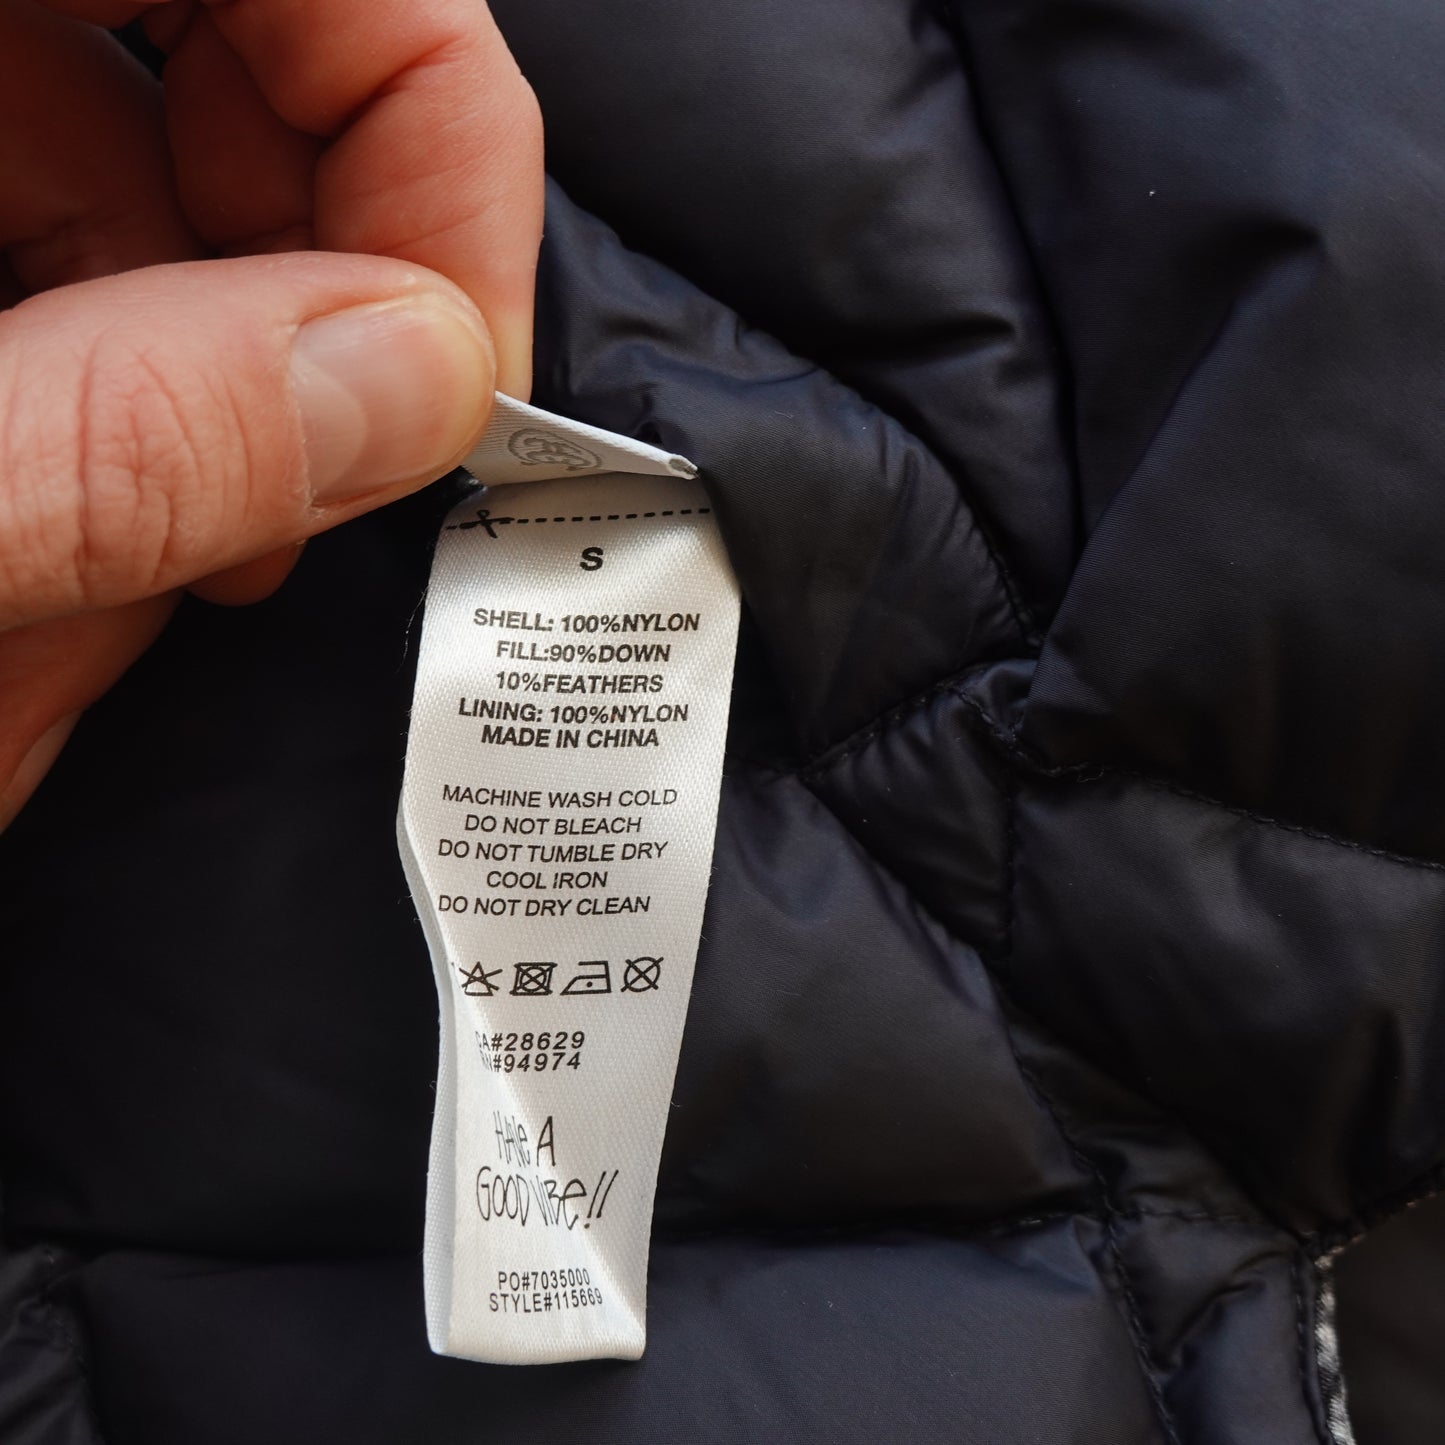 S
SHELL: 100%NYLON
FILL:90%DOWN
10%FEATHERS
LINING: 100%NYLON
MADE IN CHINA
MACHINE WASH COLD
DO NOT BLEACH
DO NOT TUMBLE DRY
COOL IRON
DO NOT DRY CLEAN
CA#28629
RN#94974
HAVE A
GOOD VIBE!!
PO#7035000
STYLE#115669